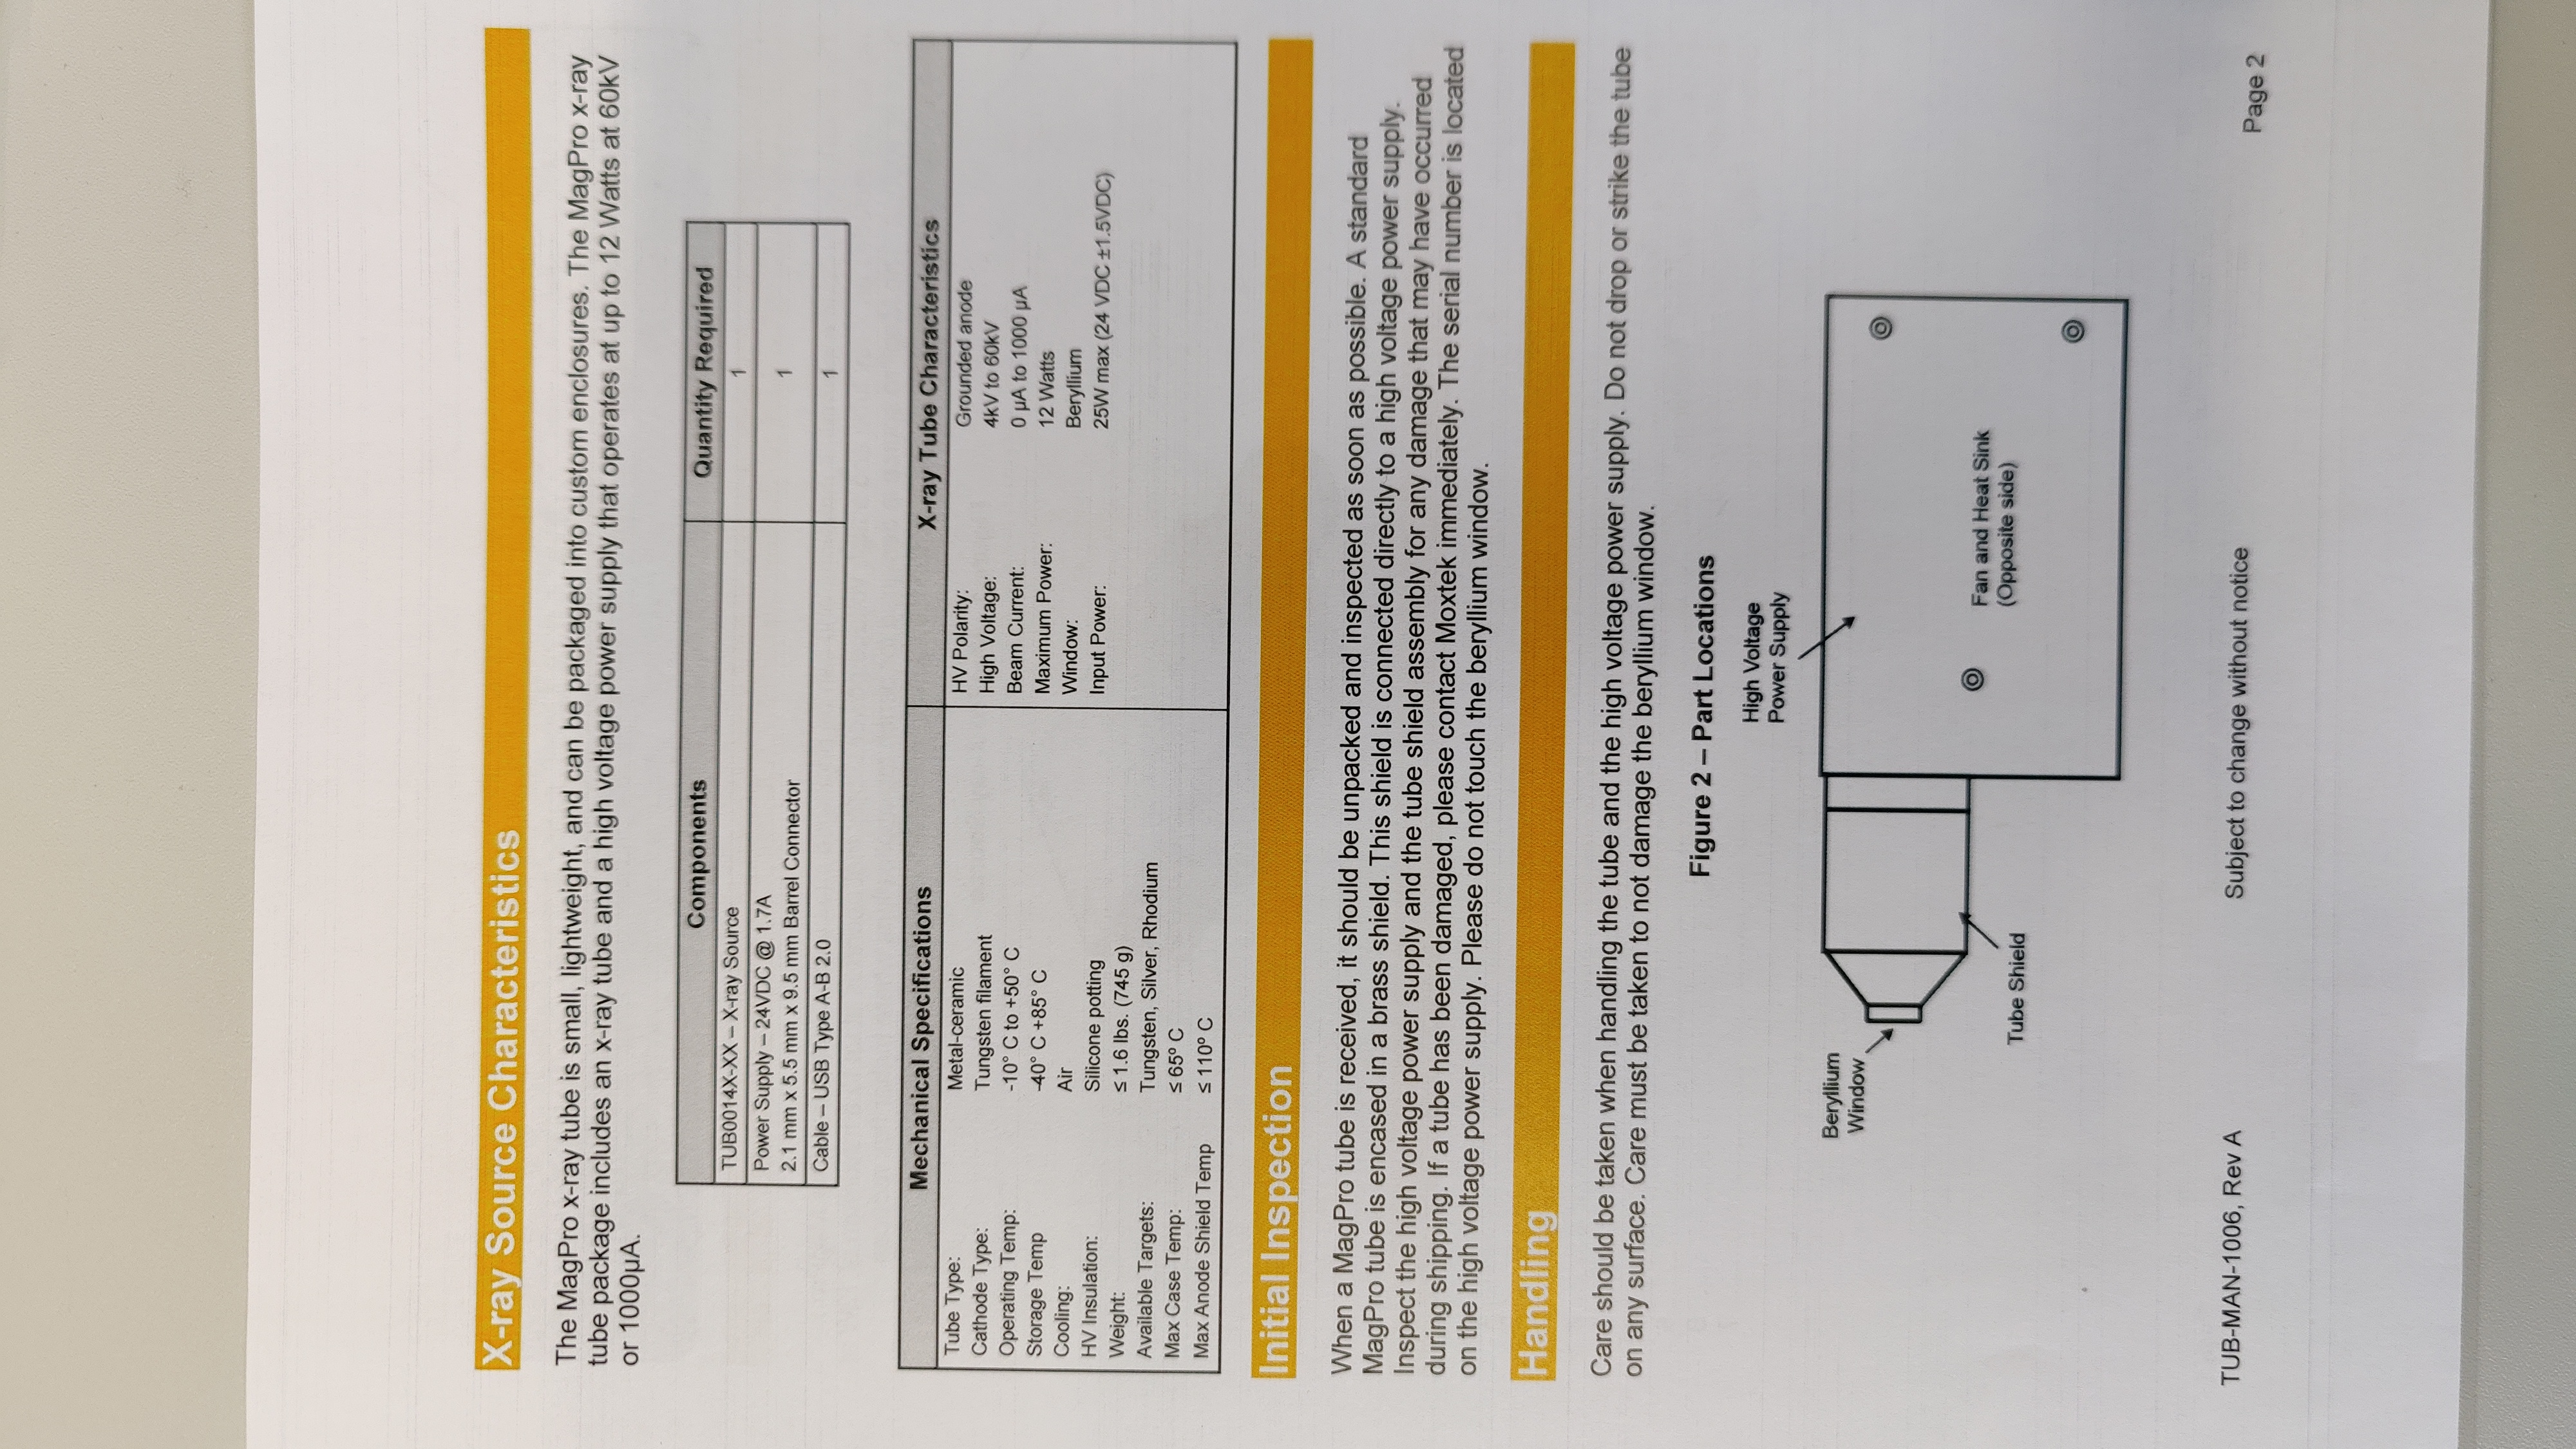 X-ray Source Characteristics
The MagPro x-ray tube is small, lightweight, and can be packaged into custom enclosures. The MagPro x-ray
tube package includes an x-ray tube and a high voltage power supply that operates at up to 12 Watts at 60kV
or 1000µA.
Components Quantity Required
TUB0014X-XX – X-ray Source 1
Power Supply – 24VDC @ 1.7A
2.1 mm x 5.5 mm x 9.5 mm Barrel Connector 1
Cable – USB Type A-B 2.0 1
Mechanical Specifications
Tube Type: Metal-ceramic
Cathode Type: Tungsten filament
Operating Temp: -10° C to +50° C
Storage Temp -40° C +85° C
Cooling: Air
HV Insulation: Silicone potting
Weight: ≤ 1.6 lbs. (745 g)
Available Targets: Tungsten, Silver, Rhodium
Max Case Temp: ≤ 65º C
Max Anode Shield Temp ≤ 110º C
X-ray Tube Characteristics
HV Polarity: Grounded anode
High Voltage: 4kV to 60kV
Beam Current: 0 µA to 1000 µA
Maximum Power: 12 Watts
Window: Beryllium
Input Power: 25W max (24 VDC ±1.5VDC)
Initial Inspection
When a MagPro tube is received, it should be unpacked and inspected as soon as possible. A standard
MagPro tube is encased in a brass shield. This shield is connected directly to a high voltage power supply.
Inspect the high voltage power supply and the tube shield assembly for any damage that may have occurred
during shipping. If a tube has been damaged, please contact Moxtek immediately. The serial number is located
on the high voltage power supply. Please do not touch the beryllium window.
Handling
Care should be taken when handling the tube and the high voltage power supply. Do not drop or strike the tube
on any surface. Care must be taken to not damage the beryllium window.
Figure 2 – Part Locations
High Voltage
Power Supply
Beryllium
Window
Fan and Heat Sink
(Opposite side)
Tube Shield
TUB-MAN-1006, Rev A Subject to change without notice Page 2